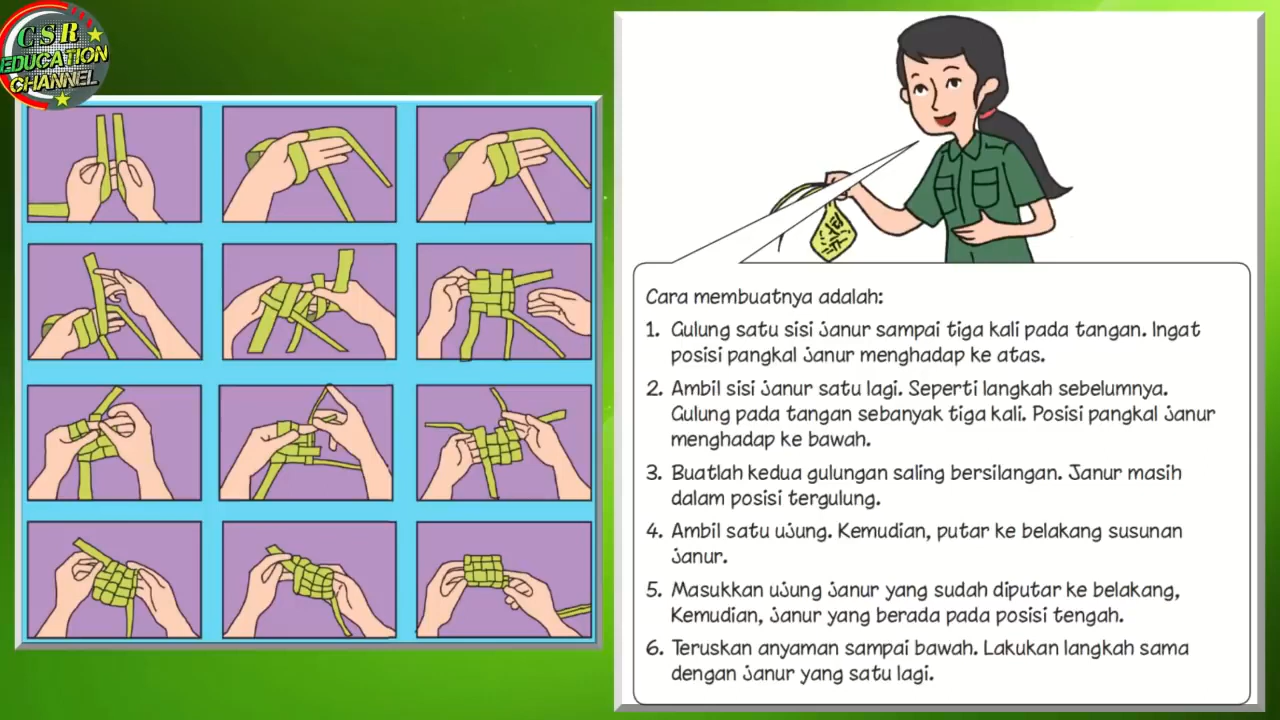 CSR
EDUCATION
CHANNEL
Cara membuatnya adalah:
1. Gulung satu sisi janur sampai tiga kali pada tangan. Ingat
posisi pangkal janur menghadap ke atas.
2. Ambil sisi janur satu lagi. Seperti langkah sebelumnya.
Gulung pada tangan sebanyak tiga kali. Posisi pangkal janur
menghadap ke bawah.
3. Buatlah kedua gulungan saling bersilangan. Janur masih
dalam posisi tergulung.
4. Ambil satu ujung. Kemudian, putar ke belakang susunan
janur.
5. Masukkan ujung janur yang sudah diputar ke belakang,
Kemudian, janur yang berada pada posisi tengah.
6. Teruskan anyaman sampai bawah. Lakukan langkah sama
dengan janur yang satu lagi.